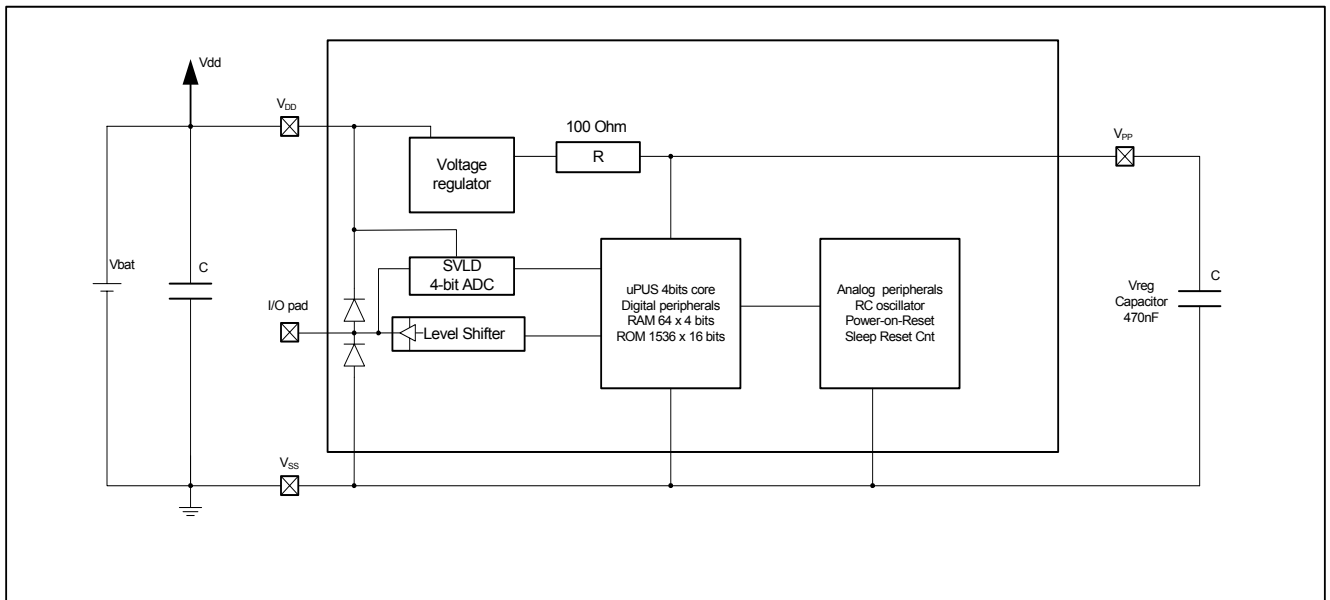 Vdd
VDD
100 Ohm
R
VPP
Voltage
regulator
Vbat
C
SVLD
4-bit ADC
I/O pad
Level Shifter
uPUS 4bits core
Digital peripherals
RAM 64 x 4 bits
ROM 1536 x 16 bits
Analog peripherals
RC oscillator
Power-on-Reset
Sleep Reset Cnt
C
Vreg
Capacitor
470nF
VSS